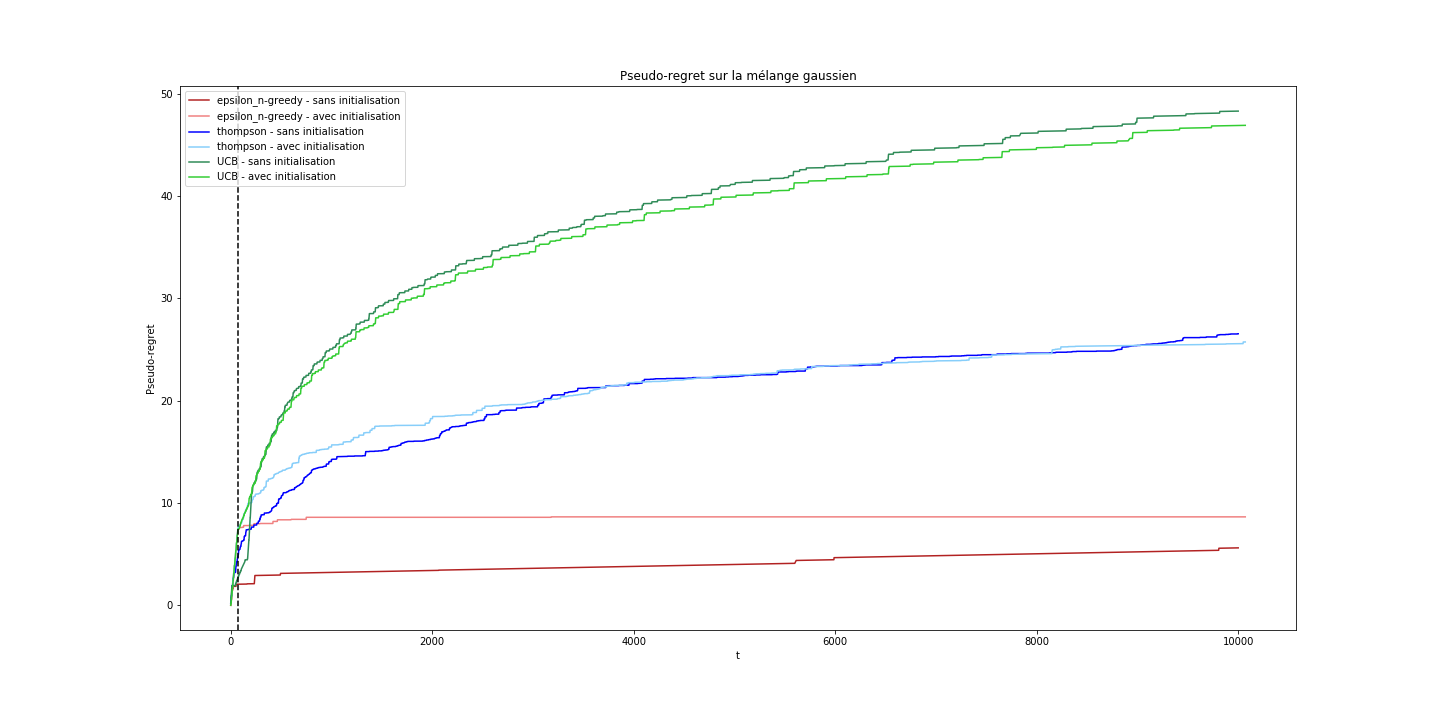 Pseudo-regret sur la mélange gaussien
epsilon_n-greedy - sans initialisation
epsilon_n-greedy - avec initialisation
thompson - sans initialisation
thompson - avec initialisation
UCB - sans initialisation
UCB - avec initialisation
50
40
30
20
10
0
Pseudo-regret
0 2000 4000 6000 8000 10000
t